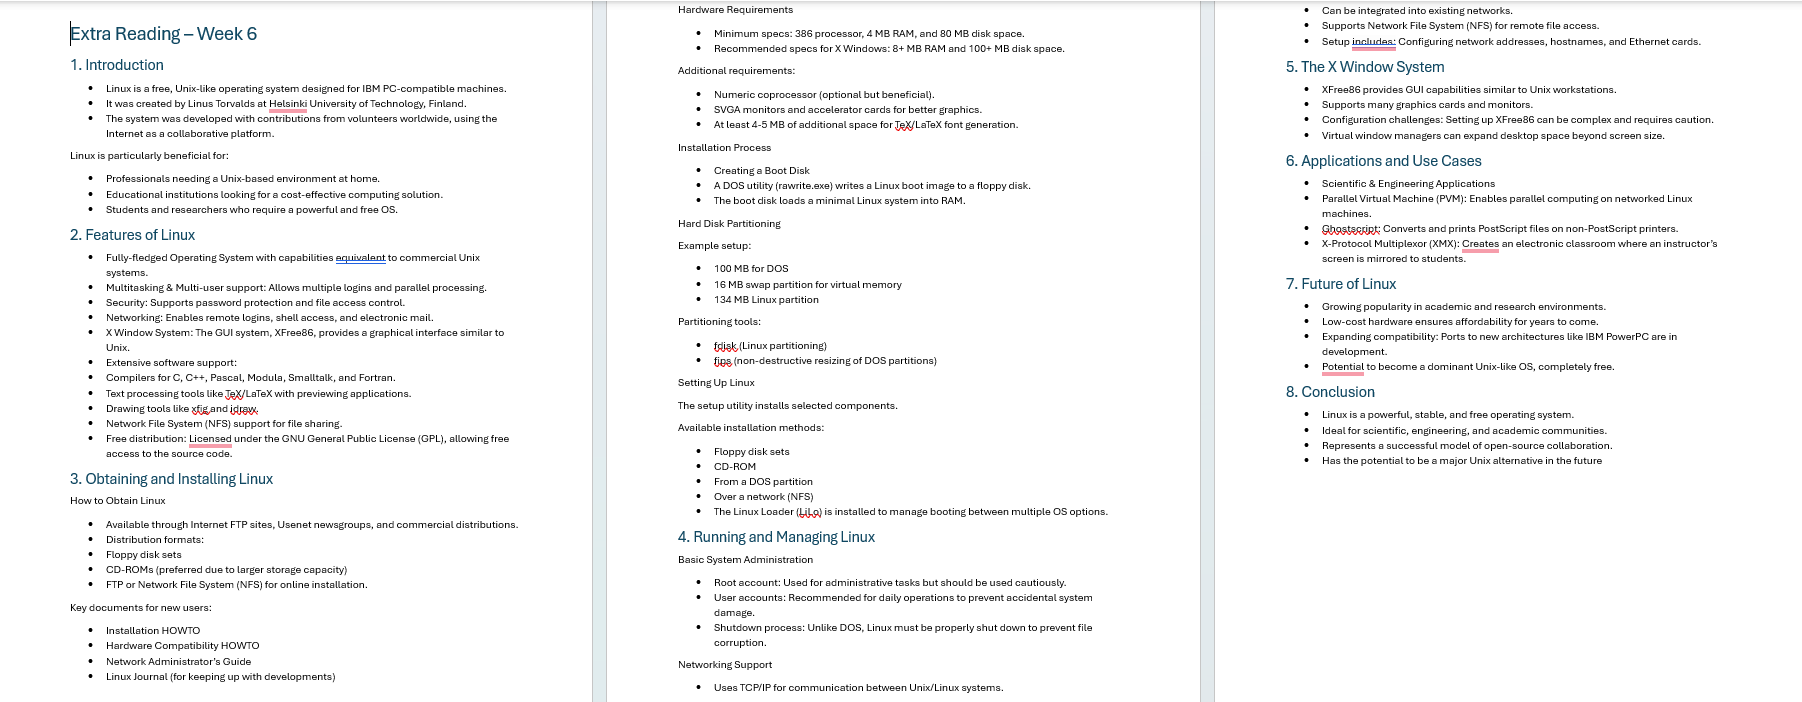 Extra Reading – Week 6
1. Introduction
Linux is a free, Unix-like operating system designed for IBM PC-compatible machines.
It was created by Linus Torvalds at Helsinki University of Technology, Finland.
The system was developed with contributions from volunteers worldwide, using the
Internet as a collaborative platform.
Linux is particularly beneficial for:
Professionals needing a Unix-based environment at home.
Educational institutions looking for a cost-effective computing solution.
Students and researchers who require a powerful and free OS.
2. Features of Linux
Fully-fledged Operating System with capabilities equivalent to commercial Unix
systems.
Multitasking & Multi-user support: Allows multiple logins and parallel processing.
Security: Supports password protection and file access control.
Networking: Enables remote logins, shell access, and electronic mail.
X Window System: The GUI system, XFree86, provides a graphical interface similar to
Unix.
Extensive software support:
Compilers for C, C++, Pascal, Modula, Smalltalk, and Fortran.
Text processing tools like TeX/LaTeX with previewing applications.
Drawing tools like xfig and idraw.
Network File System (NFS) support for file sharing.
Free distribution: Licensed under the GNU General Public License (GPL), allowing free
access to the source code.
3. Obtaining and Installing Linux
How to Obtain Linux
Available through Internet FTP sites, Usenet newsgroups, and commercial distributions.
Distribution formats:
Floppy disk sets
CD-ROMs (preferred due to larger storage capacity)
FTP or Network File System (NFS) for online installation.
Key documents for new users:
Installation HOWTO
Hardware Compatibility HOWTO
Network Administrator's Guide
Linux Journal (for keeping up with developments)
Hardware Requirements
Minimum specs: 386 processor, 4 MB RAM, and 80 MB disk space.
Recommended specs for X Windows: 8+ MB RAM and 100+ MB disk space.
Additional requirements:
Numeric coprocessor (optional but beneficial).
SVGA monitors and accelerator cards for better graphics.
At least 4-5 MB of additional space for TeX/LaTeX font generation.
Installation Process
Creating a Boot Disk
A DOS utility (rawrite.exe) writes a Linux boot image to a floppy disk.
The boot disk loads a minimal Linux system into RAM.
Hard Disk Partitioning
Example setup:
100 MB for DOS
16 MB swap partition for virtual memory
134 MB Linux partition
Partitioning tools:
fdisk (Linux partitioning)
fips (non-destructive resizing of DOS partitions)
Setting Up Linux
The setup utility installs selected components.
Available installation methods:
Floppy disk sets
CD-ROM
From a DOS partition
Over a network (NFS)
The Linux Loader (LiLo) is installed to manage booting between multiple OS options.
4. Running and Managing Linux
Basic System Administration
Root account: Used for administrative tasks but should be used cautiously.
User accounts: Recommended for daily operations to prevent accidental system
damage.
Shutdown process: Unlike DOS, Linux must be properly shut down to prevent file
corruption.
Networking Support
Uses TCP/IP for communication between Unix/Linux systems.
Can be integrated into existing networks.
Supports Network File System (NFS) for remote file access.
Setup includes: Configuring network addresses, hostnames, and Ethernet cards.
5. The X Window System
XFree86 provides GUI capabilities similar to Unix workstations.
Supports many graphics cards and monitors.
Configuration challenges: Setting up XFree86 can be complex and requires caution.
Virtual window managers can expand desktop space beyond screen size.
6. Applications and Use Cases
Scientific & Engineering Applications
Parallel Virtual Machine (PVM): Enables parallel computing on networked Linux
machines.
Ghostscript: Converts and prints PostScript files on non-PostScript printers.
X-Protocol Multiplexor (XMX): Creates an electronic classroom where an instructor's
screen is mirrored to students.
7. Future of Linux
Growing popularity in academic and research environments.
Low-cost hardware ensures affordability for years to come.
Expanding compatibility: Ports to new architectures like IBM PowerPC are in
development.
Potential to become a dominant Unix-like OS, completely free.
8. Conclusion
Linux is a powerful, stable, and free operating system.
Ideal for scientific, engineering, and academic communities.
Represents a successful model of open-source collaboration.
Has the potential to be a major Unix alternative in the future